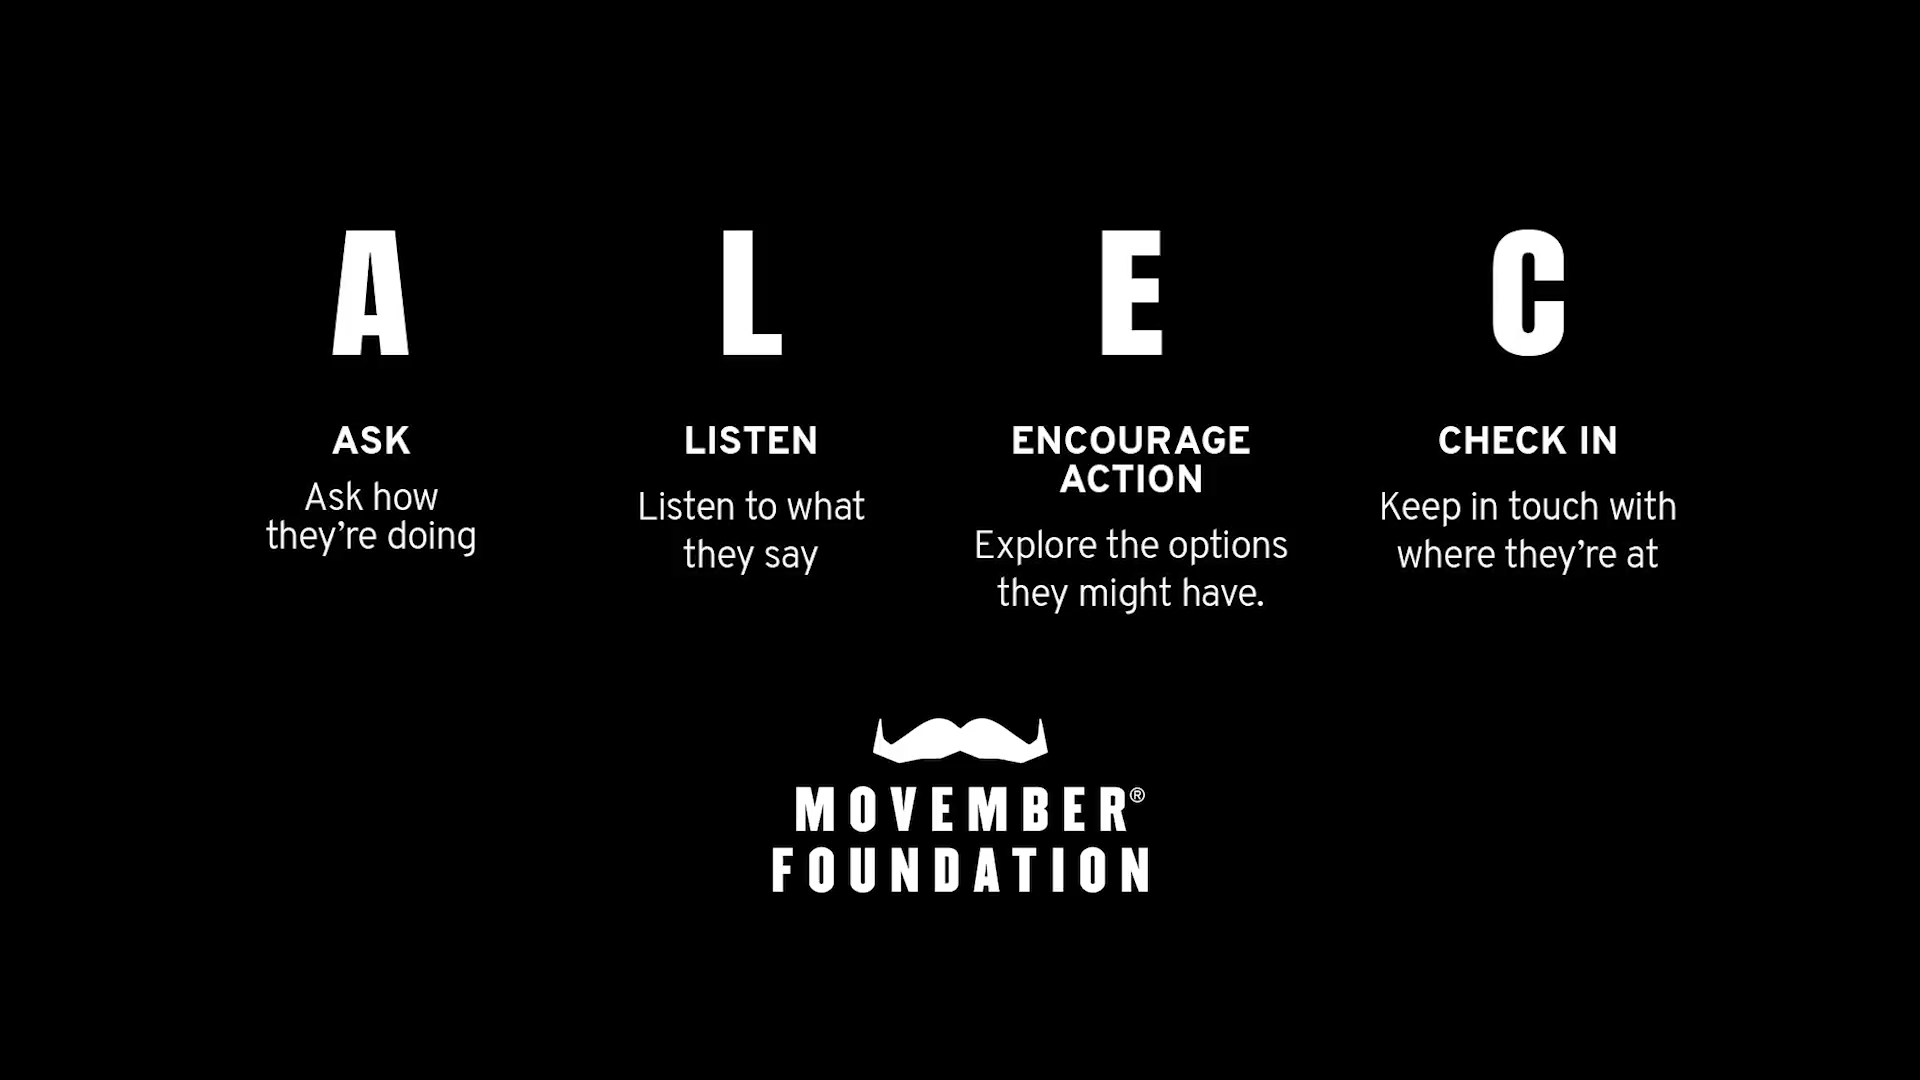 A
L
E
C
ASK
Ask how
they're doing
LISTEN
Listen to what
they say
ENCOURAGE
ACTION
Explore the options
they might have.
CHECK IN
Keep in touch with
where they're at
MOVEMBER®
FOUNDATION